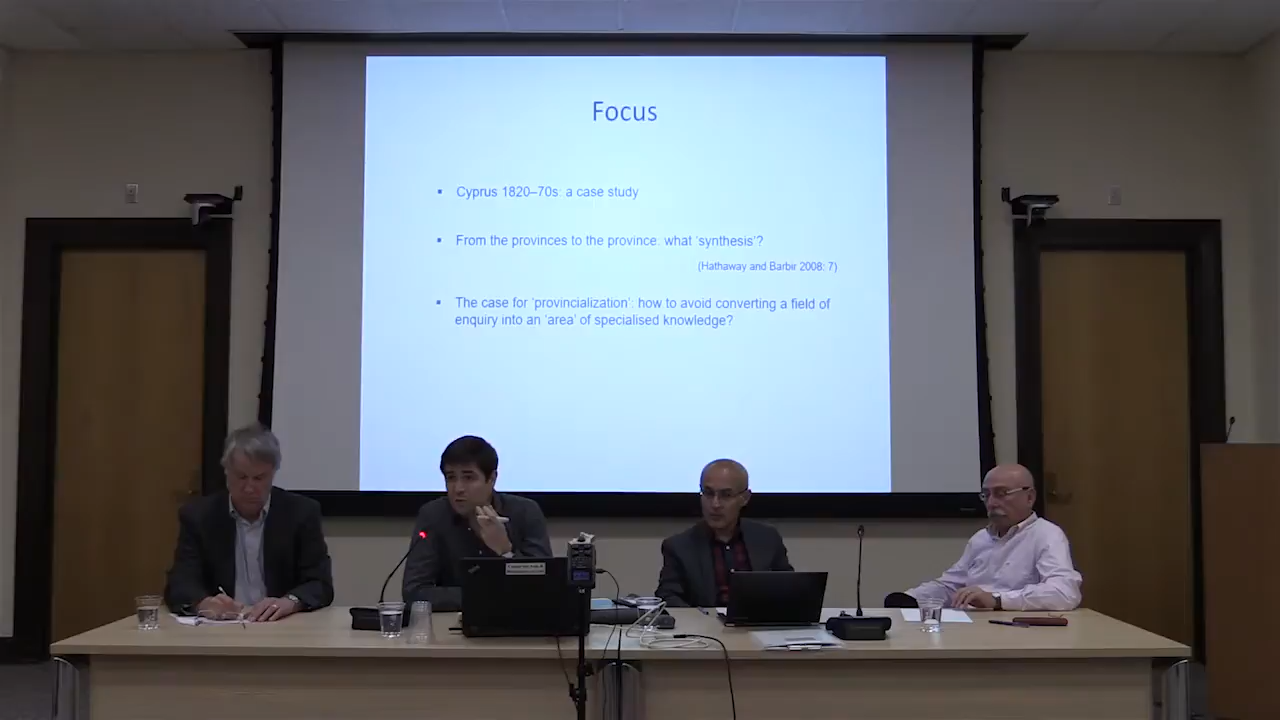 Focus
▪ Cyprus 1820–70s: a case study
▪ From the provinces to the province: what 'synthesis'?
(Hathaway and Barbir 2008: 7)
▪ The case for 'provincialization': how to avoid converting a field of
enquiry into an 'area' of specialised knowledge?